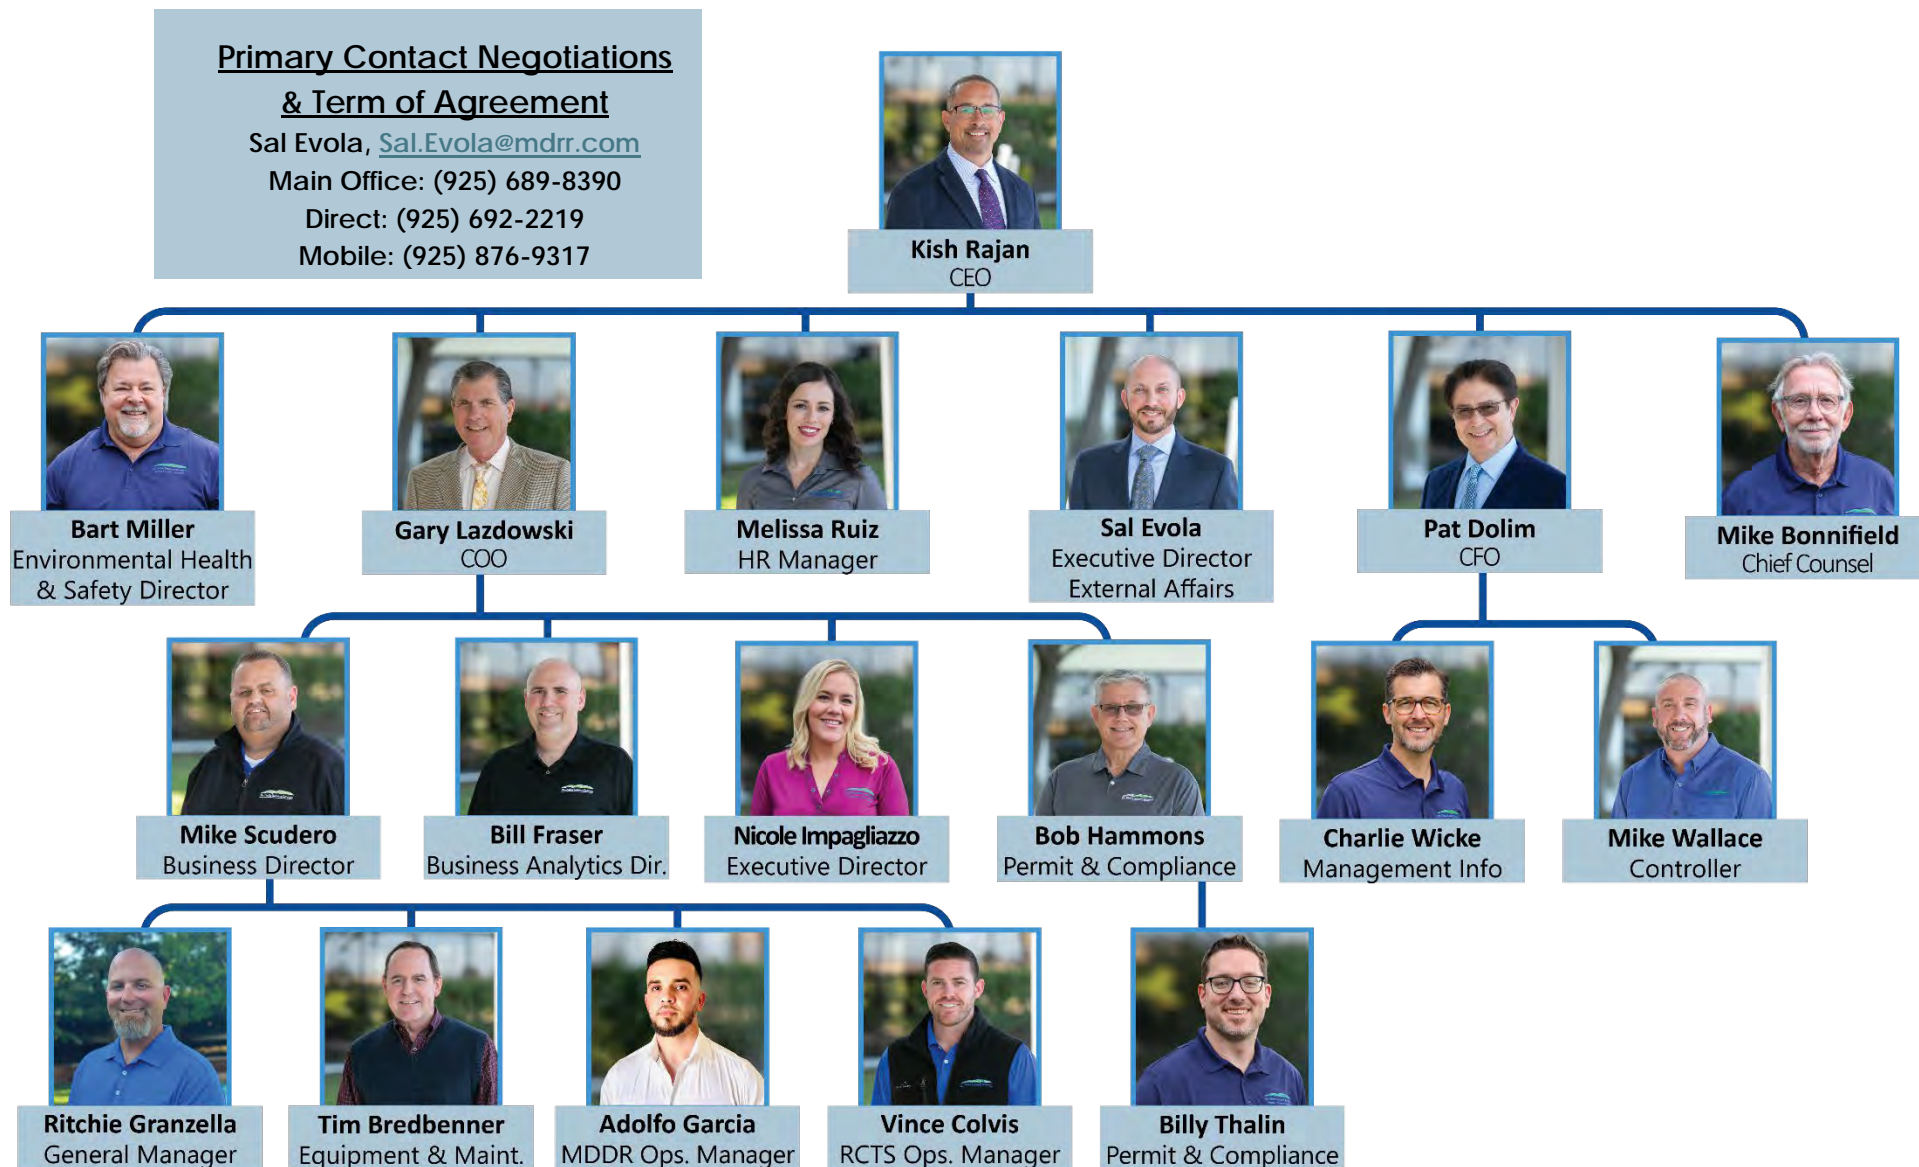 Primary Contact Negotiations
& Term of Agreement
Sal Evola, Sal.Evola@mdrr.com
Main Office: (925) 689-8390
Direct: (925) 692-2219
Mobile: (925) 876-9317
Kish Rajan
CEO
Bart Miller
Environmental Health
& Safety Director
Gary Lazdowski
COO
Melissa Ruiz
HR Manager
Sal Evola
Executive Director
External Affairs
Pat Dolim
CFO
Mike Bonnifield
Chief Counsel
Mike Scudero
Business Director
Bill Fraser
Business Analytics Dir.
Nicole Impagliazzo
Executive Director
Bob Hammons
Permit & Compliance
Charlie Wicke
Management Info
Mike Wallace
Controller
Ritchie Granzella
General Manager
Tim Bredbenner
Equipment & Maint.
Adolfo Garcia
MDDR Ops. Manager
Vince Colvis
RCTS Ops. Manager
Billy Thalin
Permit & Compliance